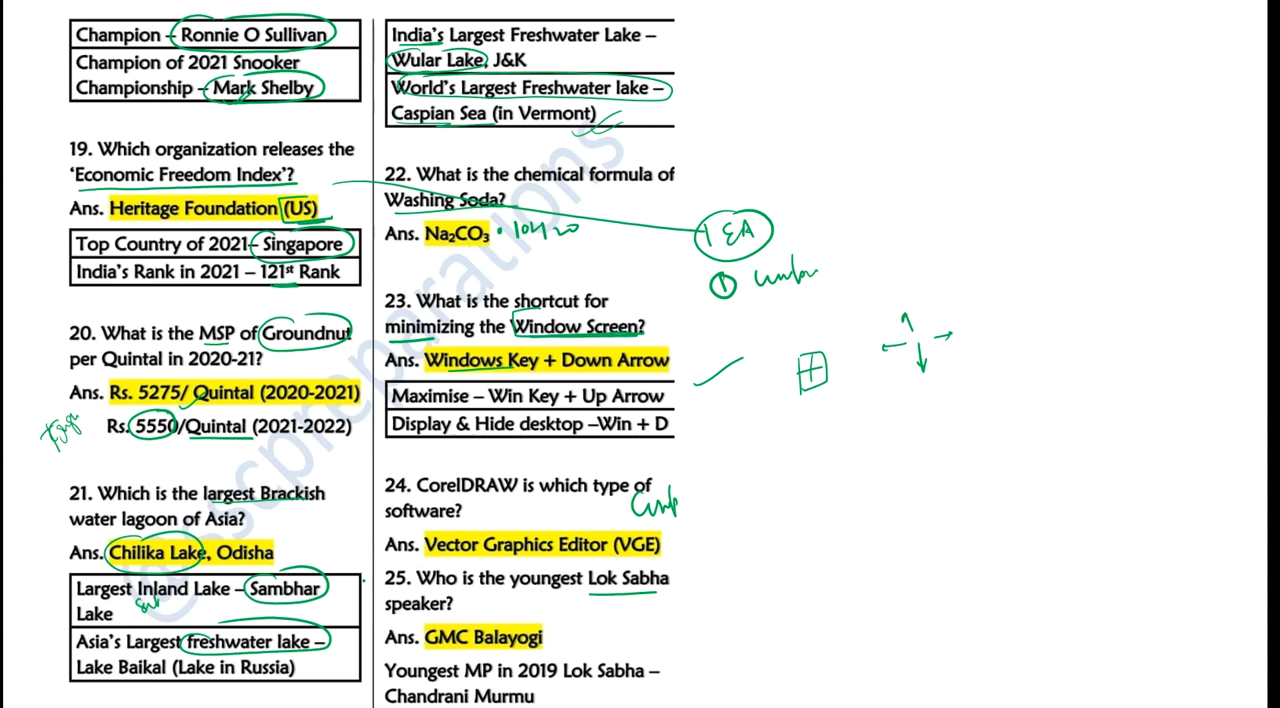 Champion – Ronnie O Sullivan
Champion of 2021 Snooker
Championship – Mark Shelby
19. Which organization releases the
‘Economic Freedom Index’?
Ans. Heritage Foundation (US)
Top Country of 2021– Singapore
India’s Rank in 2021 – 121st Rank
20. What is the MSP of Groundnut
per Quintal in 2020-21?
Ans. Rs. 5275/ Quintal (2020-2021)
Rs. 5550/Quintal (2021-2022)
21. Which is the largest Brackish
water lagoon of Asia?
Ans. Chilika Lake, Odisha
Largest Inland Lake – Sambhar
Lake
Asia’s Largest freshwater lake –
Lake Baikal (Lake in Russia)
India’s Largest Freshwater Lake –
Wular Lake, J&K
World’s Largest Freshwater lake –
Caspian Sea (in Vermont)
22. What is the chemical formula of
Washing Soda?
Ans. Na₂CO₃ · 10H₂O
23. What is the shortcut for
minimizing the Window Screen?
Ans. Windows Key + Down Arrow
Maximise – Win Key + Up Arrow
Display & Hide desktop –Win + D
24. CorelDRAW is which type of
software?
Ans. Vector Graphics Editor (VGE)
25. Who is the youngest Lok Sabha
speaker?
Ans. GMC Balayogi
Youngest MP in 2019 Lok Sabha –
Chandrani Murmu
@sscpreparations